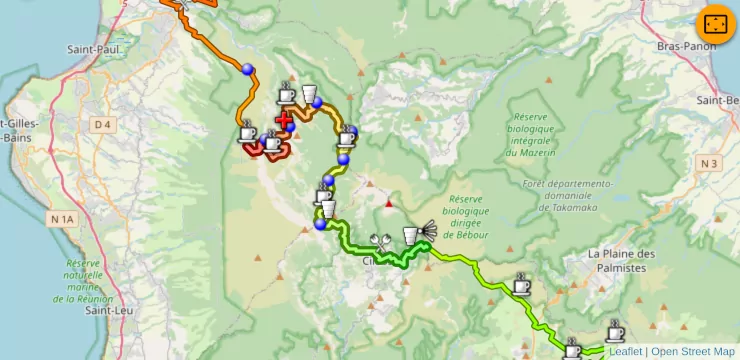 Saint-Paul
Bras-Panon
-Gilles-
-Bains
D 4
Saint-Be
Réserve
biologique
intégrale
du Mazerin
N 3
Forêt départemento-
domaniale
de Takamaka
N 1A
Réserve
biologique
dirigée
de Bébour
Réserve
naturelle
marine
de la Réunion
La Plaine des
Palmistes
Saint-Leu
Leaflet | Open Street Map